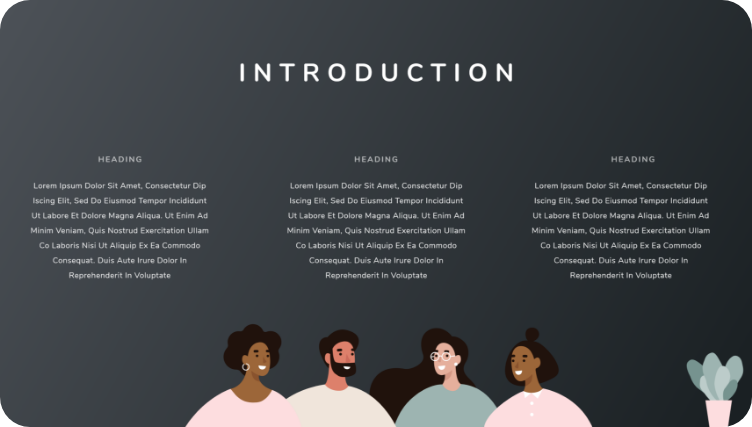 INTRODUCTION
HEADING
Lorem Ipsum Dolor Sit Amet, Consectetur Dip
Iscing Elit, Sed Do Eiusmod Tempor Incididunt
Ut Labore Et Dolore Magna Aliqua. Ut Enim Ad
Minim Veniam, Quis Nostrud Exercitation Ullam
Co Laboris Nisi Ut Aliquip Ex Ea Commodo
Consequat. Duis Aute Irure Dolor In
Reprehenderit In Voluptate
HEADING
Lorem Ipsum Dolor Sit Amet, Consectetur Dip
Iscing Elit, Sed Do Eiusmod Tempor Incididunt
Ut Labore Et Dolore Magna Aliqua. Ut Enim Ad
Minim Veniam, Quis Nostrud Exercitation Ullam
Co Laboris Nisi Ut Aliquip Ex Ea Commodo
Consequat. Duis Aute Irure Dolor In
Reprehenderit In Voluptate
HEADING
Lorem Ipsum Dolor Sit Amet, Consectetur Dip
Iscing Elit, Sed Do Eiusmod Tempor Incididunt
Ut Labore Et Dolore Magna Aliqua. Ut Enim Ad
Minim Veniam, Quis Nostrud Exercitation Ullam
Co Laboris Nisi Ut Aliquip Ex Ea Commodo
Consequat. Duis Aute Irure Dolor In
Reprehenderit In Voluptate